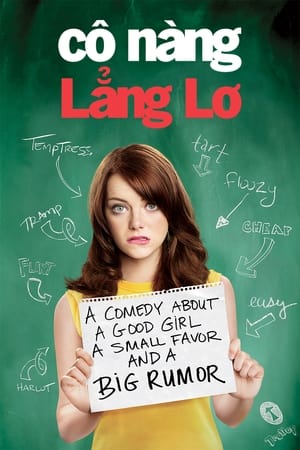 cô nàng
Lẳng Lơ
TEMPTRESS
tart
floozy
TRAMP
CHEAP
FLIRT
easy
HARLOT
A COMEDY ABOUT
A GOOD GIRL
A SMALL FAVOR
AND A
BIG RUMOR